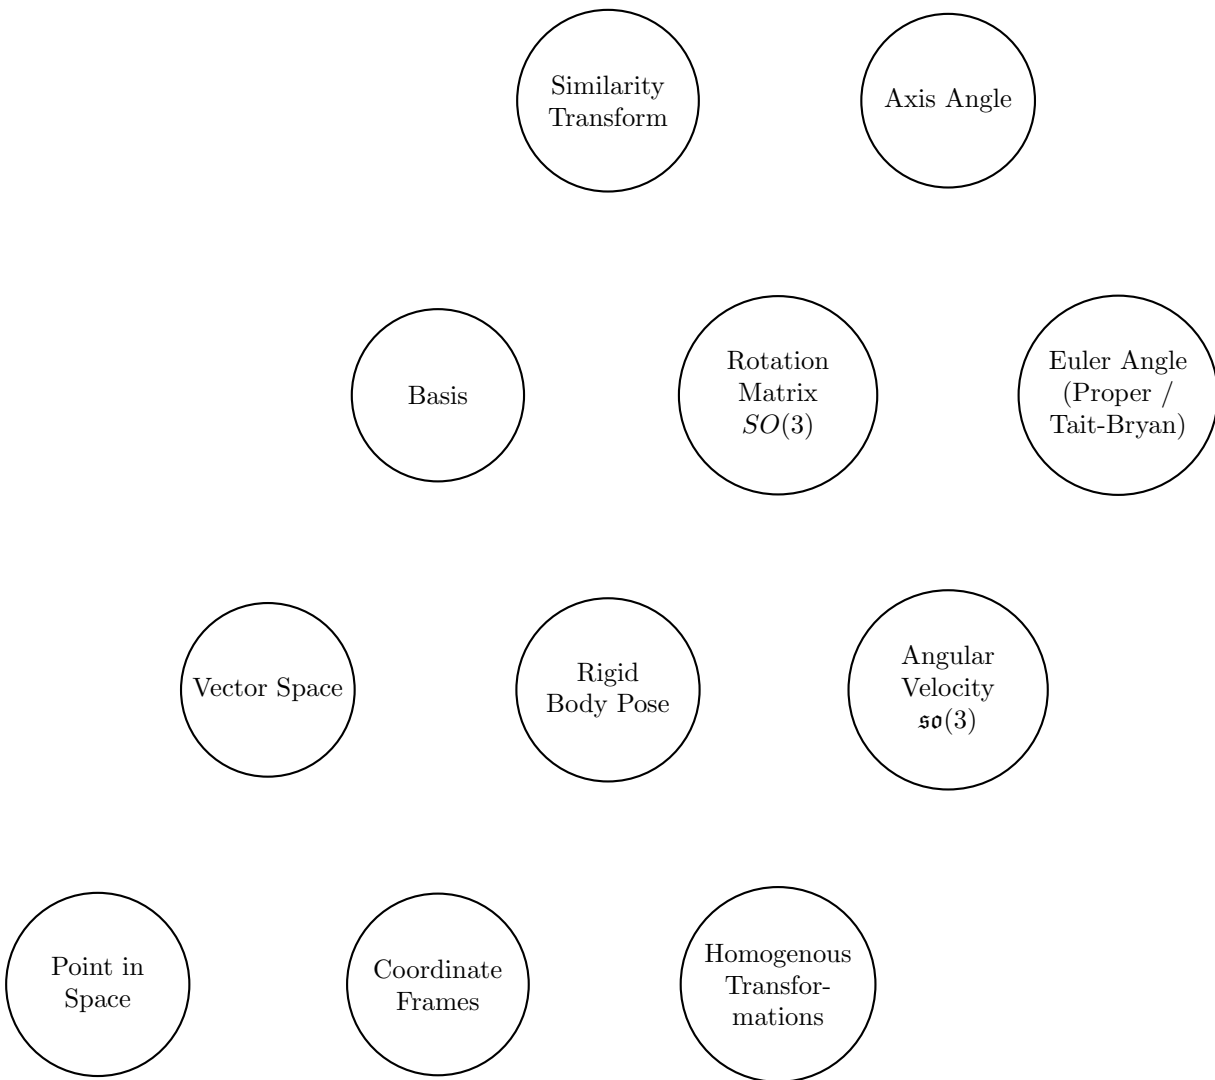 Similarity
Transform
Axis Angle
Basis
Rotation
Matrix
SO(3)
Euler Angle
(Proper /
Tait-Bryan)
Vector Space
Rigid
Body Pose
Angular
Velocity
𝔰𝔬(3)
Point in
Space
Coordinate
Frames
Homogenous
Transfor-
mations